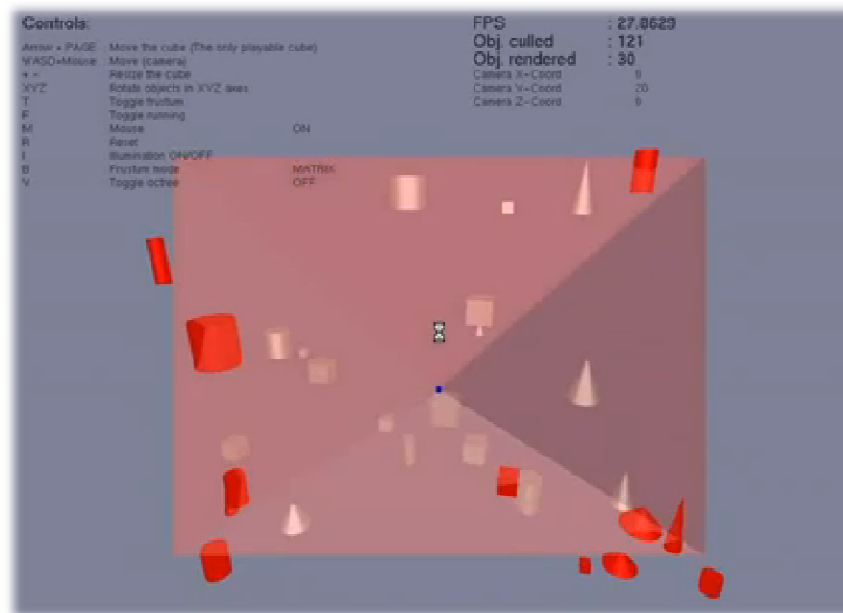 Controls:
Arrow + PAGE : Move the cube (The only playable cube)
WASD+Mouse : Move (camera)
+ - Resize the cube
XYZ Rotate objects in XYZ axes
T Toggle frustum
F Toggle running
M Mouse ON
R Reset
I Illumination ON/OFF
B Frustum mode MATRIX
V Toggle octree OFF
FPS : 27.8629
Obj. culled : 121
Obj. rendered : 30
Camera X-Coord
Camera Y-Coord 20
Camera Z-Coord